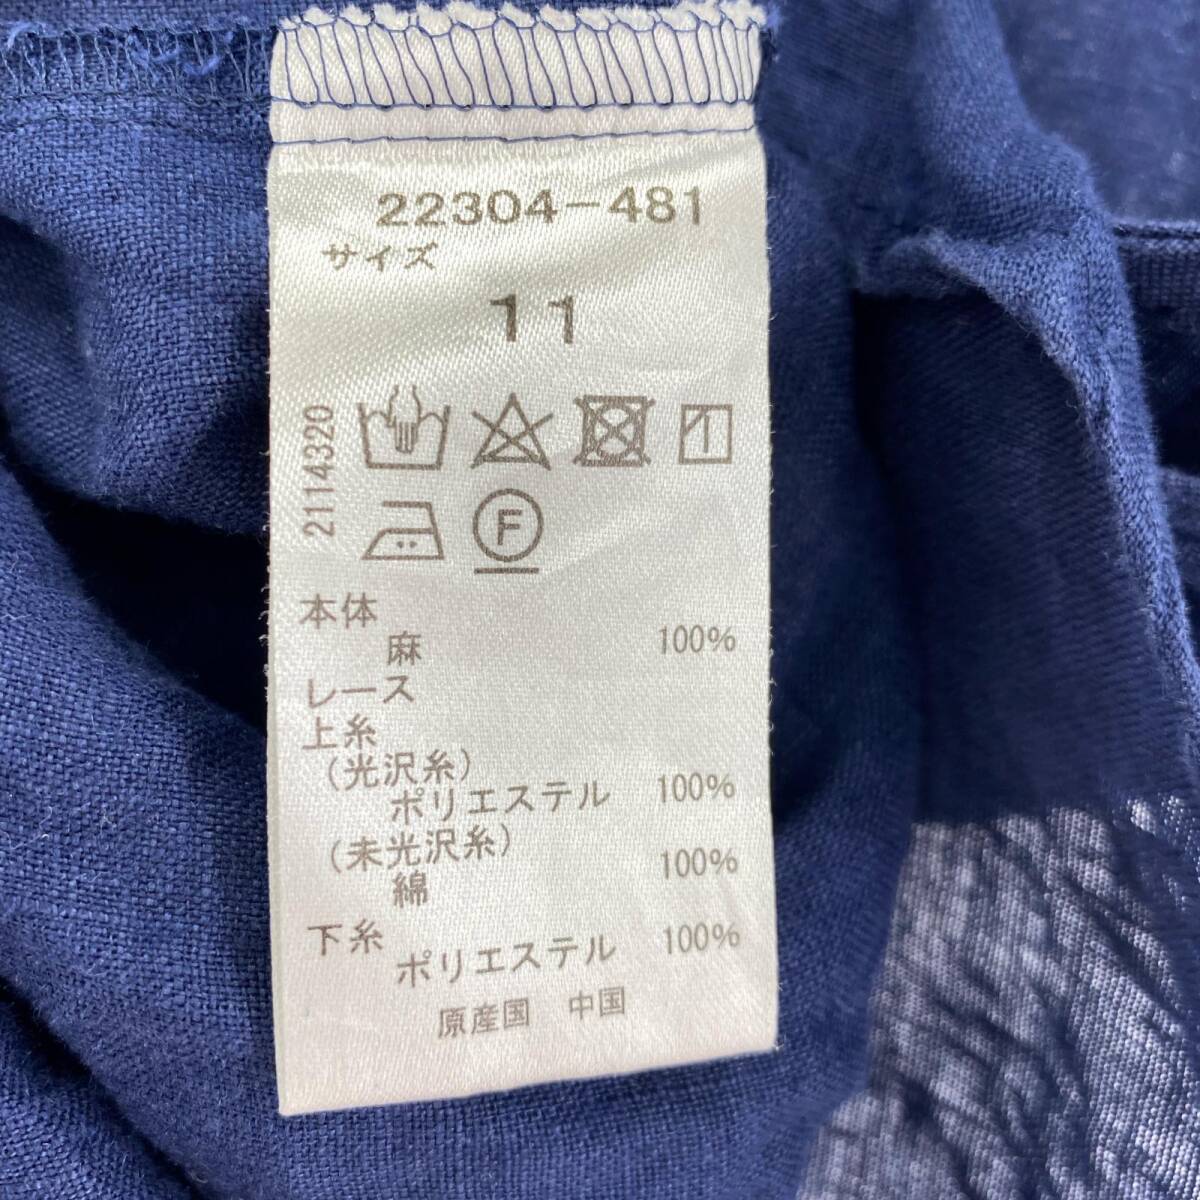 22304-481
サイズ
11
2114320
F
本体
麻 100%
レース
上糸
(光沢糸)
ポリエステル 100%
(未光沢糸)
綿 100%
下糸
ポリエステル 100%
原産国 中国